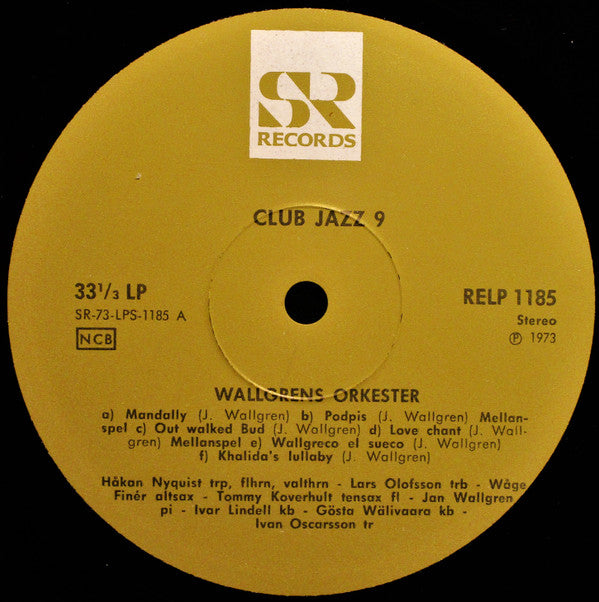 SR
RECORDS
CLUB JAZZ 9
33¹/₃ LP
SR-73-LPS-1185 A
NCB
RELP 1185
Stereo
℗ 1973
WALLGRENS ORKESTER
a) Mandally (J. Wallgren) b) Podpis (J. Wallgren) Mellan-
spel c) Out walked Bud (J. Wallgren) d) Love chant (J. Wall-
gren) Mellanspel e) Wallgreco el sueco (J. Wallgren)
f) Khalida's lullaby (J. Wallgren)
Håkan Nyquist trp, flhrn, valthrn - Lars Olofsson trb - Wåge
Finér altsax - Tommy Koverhult tensax fl - Jan Wallgren
pi - Ivar Lindell kb - Gösta Wälivaara kb -
Ivan Oscarsson tr